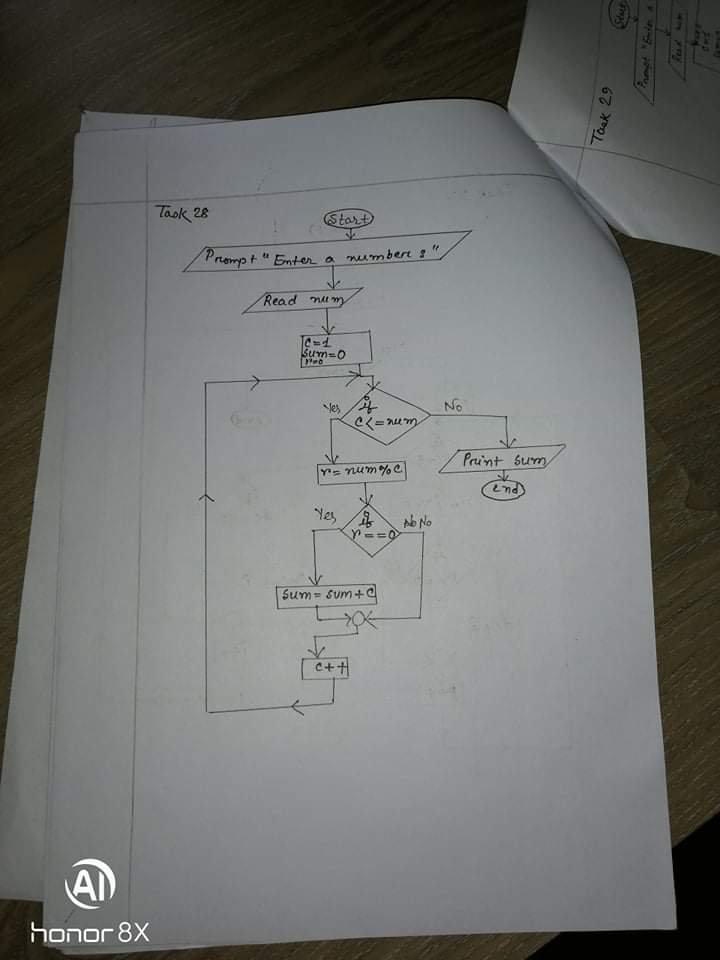 Task 28
Start
Prompt "Enter a number : "
Read num
c=1
sum=0
r=0
if
c<=num
Yes
No
r=num%c
Print sum
end
if
r==0
Yes
No No
sum=sum+c
c++
Task 29
Start
Prompt "Enter a
Read num
c=1
AI
honor 8X